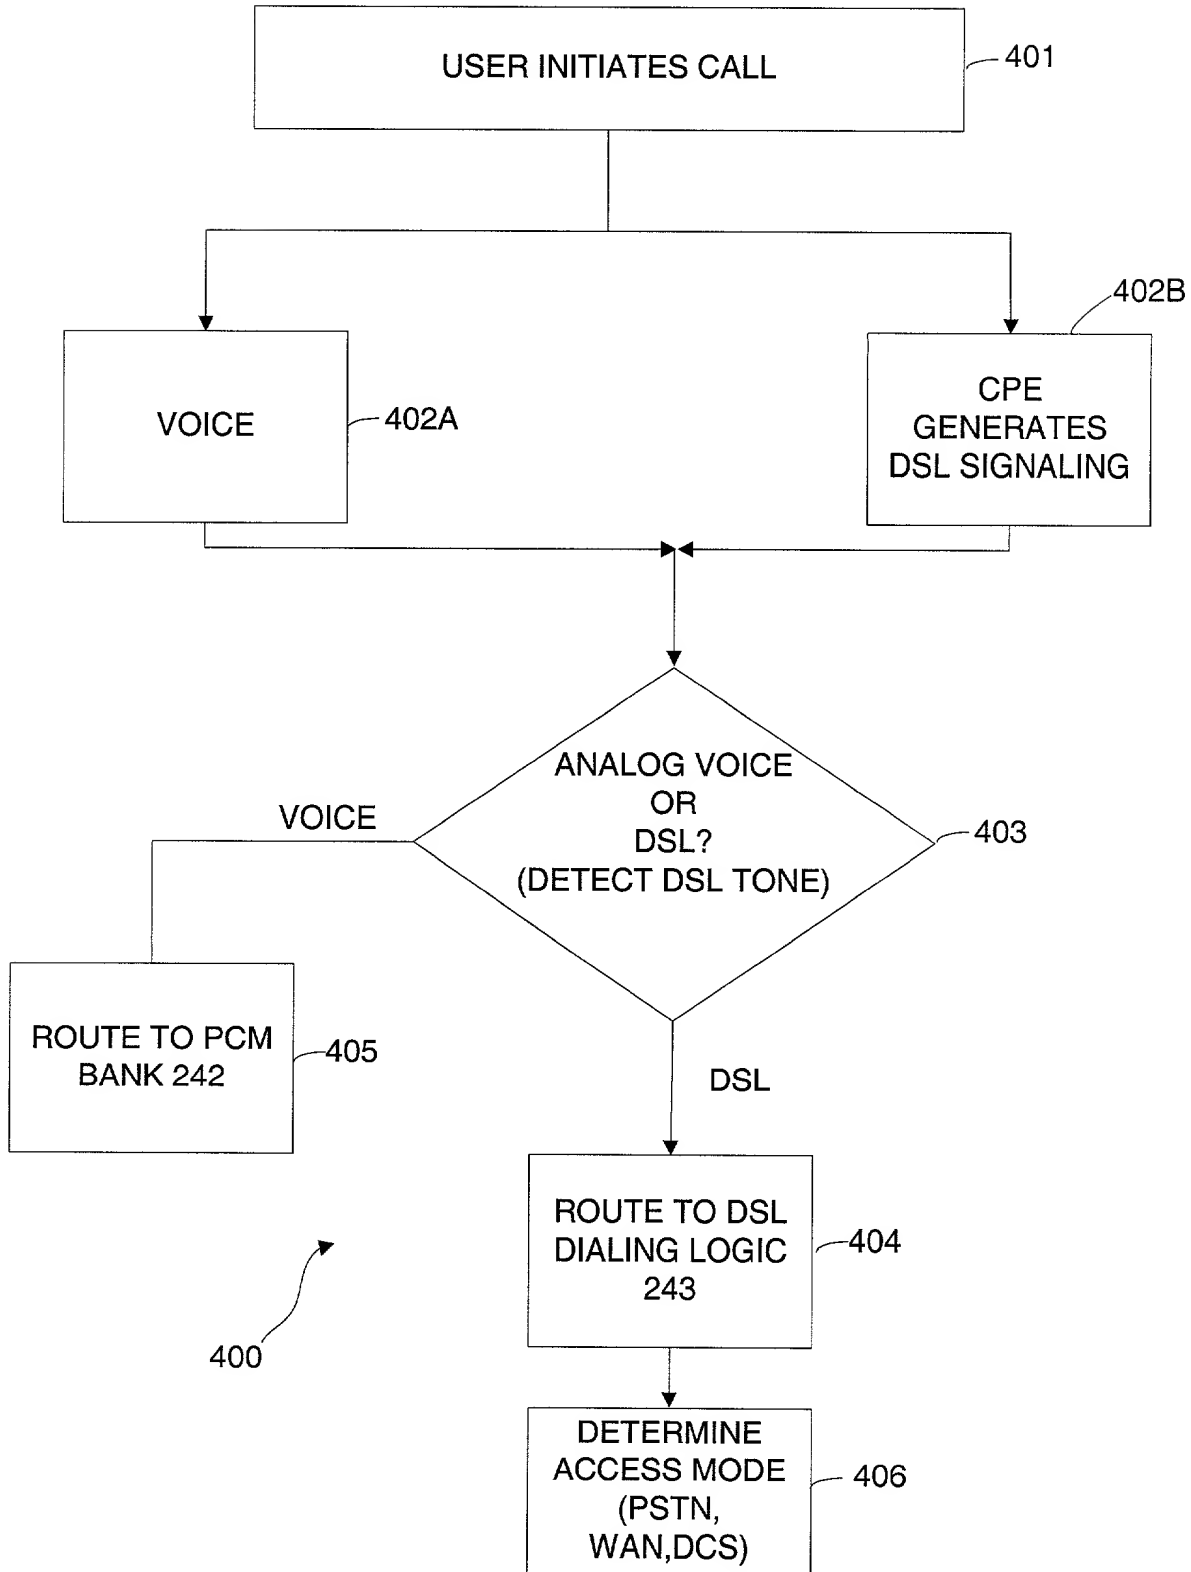 USER INITIATES CALL
401
402B
VOICE
402A
CPE
GENERATES
DSL SIGNALING
ANALOG VOICE
OR
DSL?
(DETECT DSL TONE)
VOICE
403
ROUTE TO PCM
BANK 242
405
DSL
ROUTE TO DSL
DIALING LOGIC
243
404
400
DETERMINE
ACCESS MODE
(PSTN,
WAN,DCS)
406